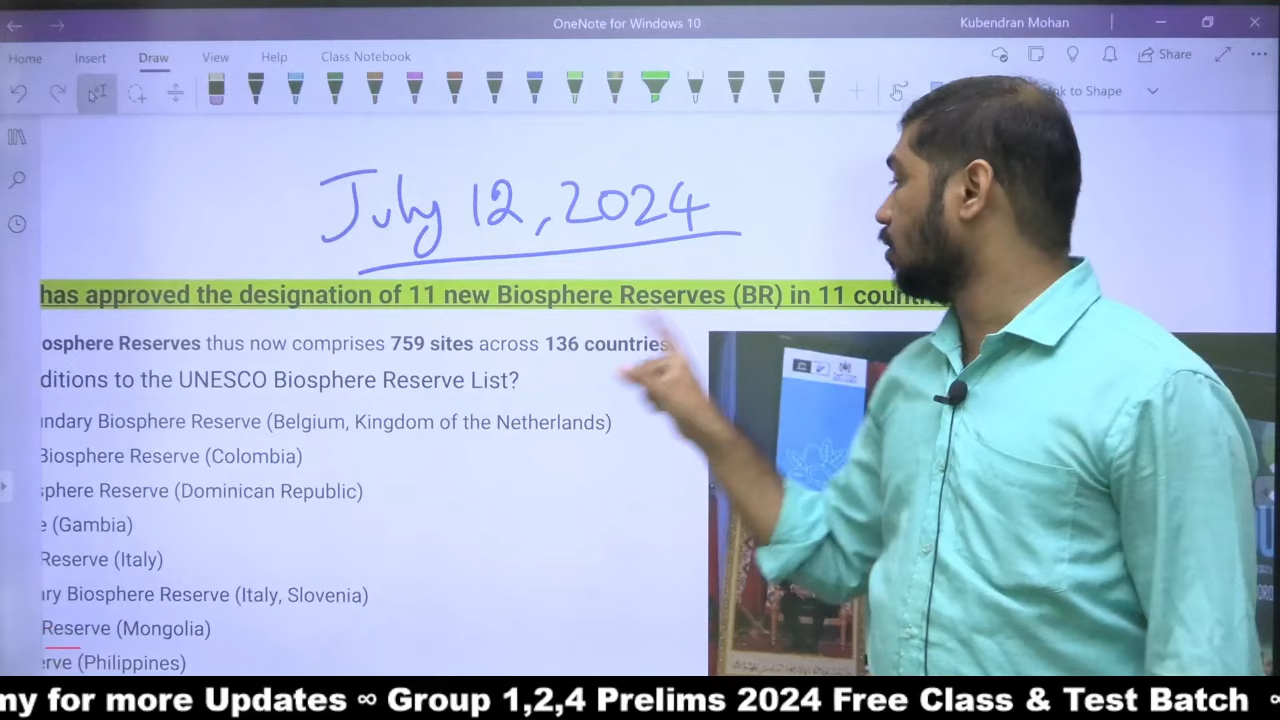 OneNote for Windows 10
Kubendran Mohan
Home Insert Draw View Help Class Notebook
Share
to Shape
July 12, 2024
has approved the designation of 11 new Biosphere Reserves (BR) in 11
osphere Reserves thus now comprises 759 sites across 136 countries
ditions to the UNESCO Biosphere Reserve List?
undary Biosphere Reserve (Belgium, Kingdom of the Netherlands)
Biosphere Reserve (Colombia)
sphere Reserve (Dominican Republic)
e (Gambia)
Reserve (Italy)
ry Biosphere Reserve (Italy, Slovenia)
Reserve (Mongolia)
erve (Philippines)
my for more Updates ∞ Group 1,2,4 Prelims 2024 Free Class & Test Batch ∞